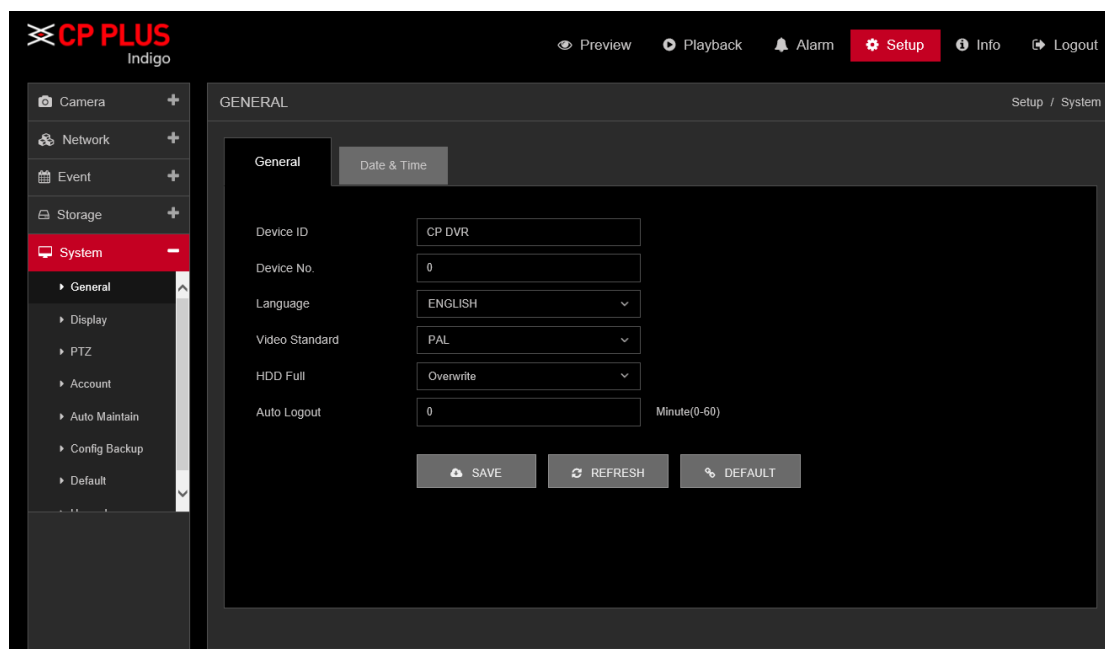 CP PLUS
Indigo
Preview
Playback
Alarm
Setup
Info
Logout
Camera
Network
Event
Storage
System
General
Display
PTZ
Account
Auto Maintain
Config Backup
Default
GENERAL
Setup / System
General
Date & Time
Device ID
CP DVR
Device No.
0
Language
ENGLISH
Video Standard
PAL
HDD Full
Overwrite
Auto Logout
0
Minute(0-60)
SAVE
REFRESH
DEFAULT